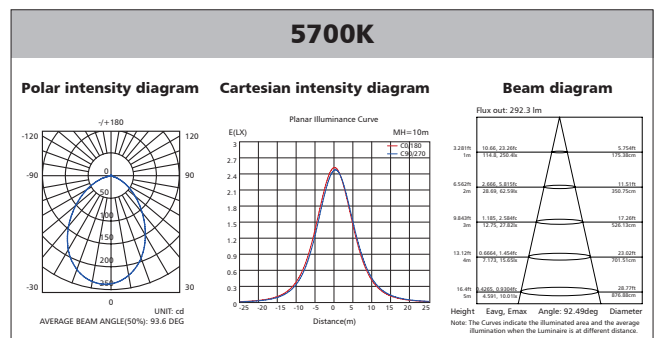 5700K
Polar intensity diagram
Cartesian intensity diagram
Beam diagram
-/+180
-120
120
-90
90
-30
30
0
50
100
150
200
250
0
UNIT: cd
AVERAGE BEAM ANGLE(50%): 93.6 DEG
Planar Illuminance Curve
E(LX)
MH=10m
C0/180
C90/270
3
2.7
2.4
2.1
1.8
1.5
1.2
0.9
0.6
0.3
0
-25 -20 -15 -10 -5 0 5 10 15 20 25
Distance(m)
Flux out: 292.3 lm
3.281ft 10.66, 23.26fc 5.754ft
1m 114.8, 250.4lx 175.38cm
6.562ft 2.666, 5.815fc 11.51ft
2m 28.69, 62.59lx 350.75cm
9.843ft 1.185, 2.584fc 17.26ft
3m 12.75, 27.82lx 526.13cm
13.12ft 0.6664, 1.454fc 23.02ft
4m 7.173, 15.65lx 701.51cm
16.4ft 0.4265, 0.9304fc 28.77ft
5m 4.591, 10.01lx 876.88cm
Height Eavg, Emax Angle: 92.49deg Diameter
Note: The Curves indicate the illuminated area and the average
illumination when the Luminaire is at different distance.